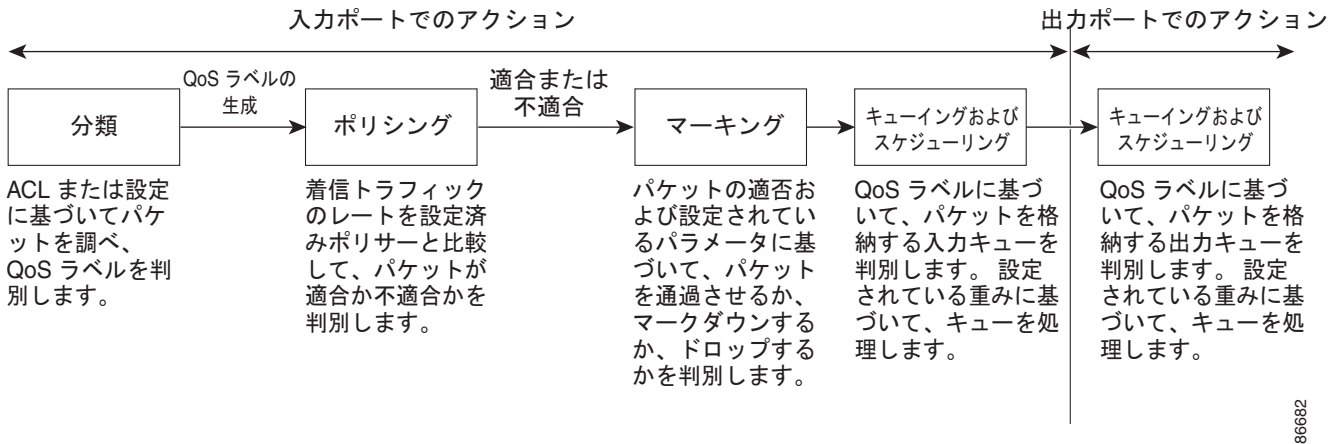 入力ポートでのアクション
出力ポートでのアクション
QoS ラベルの
生成
適合または
不適合
分類
ポリシング
マーキング
キューイングおよび
スケジューリング
キューイングおよび
スケジューリング
ACL または設定
に基づいてパケ
ットを調べ、
QoS ラベルを判
別します。
着信トラフィック
のレートを設定済
みポリサーと比較
して、パケットが
適合か不適合かを
判別します。
パケットの適否お
よび設定されてい
るパラメータに基
づいて、パケット
を通過させるか、
マークダウンする
か、ドロップする
かを判別します。
QoS ラベルに基づ
いて、パケットを格
納する入力キューを
判別します。 設定
されている重みに基
づいて、キューを処
理します。
QoS ラベルに基づ
いて、パケットを格
納する出力キューを
判別します。 設定
されている重みに基
づいて、キューを処
理します。
86682